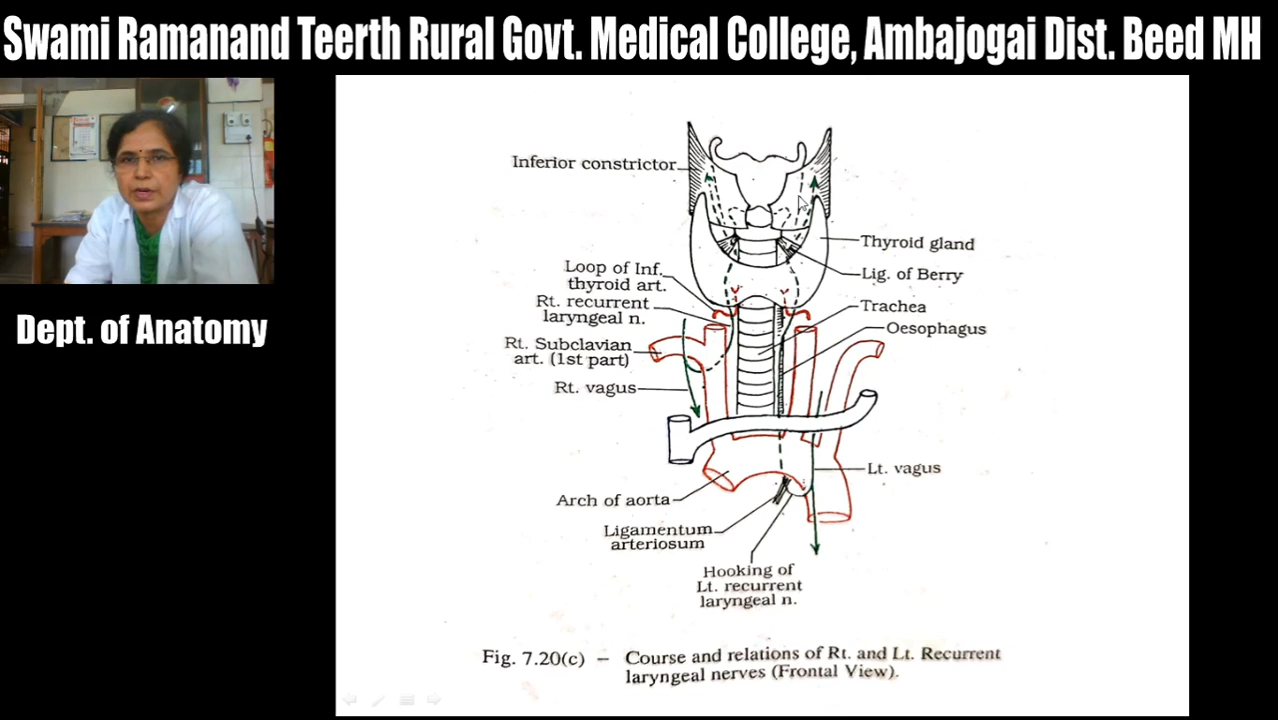 Swami Ramanand Teerth Rural Govt. Medical College, Ambajogai Dist. Beed MH
Dept. of Anatomy
Inferior constrictor
Thyroid gland
Lig. of Berry
Loop of Inf.
thyroid art.
Rt. recurrent
laryngeal n.
Trachea
Oesophagus
Rt. Subclavian
art. (1st part)
Rt. vagus
Lt. vagus
Arch of aorta
Ligamentum
arteriosum
Hooking of
Lt. recurrent
laryngeal n.
Fig. 7.20(c) – Course and relations of Rt. and Lt. Recurrent
laryngeal nerves (Frontal View).